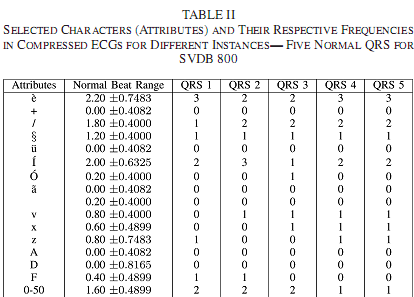 TABLE II
SELECTED CHARACTERS (ATTRIBUTES) AND THEIR RESPECTIVE FREQUENCIES
IN COMPRESSED ECGS FOR DIFFERENT INSTANCES— FIVE NORMAL QRS FOR
SVDB 800
Attributes Normal Beat Range QRS 1 QRS 2 QRS 3 QRS 4 QRS 5
è 2.20 ±0.7483 3 2 2 3 3
+ 0.00 ±0.4082 0 0 0 0 0
/ 1.80 ±0.4000 1 2 2 2 2
§ 1.20 ±0.4000 1 1 1 1 1
ü 0.00 ±0.4082 0 0 0 0 0
Í 2.00 ±0.6325 2 3 1 2 2
Ó 0.20 ±0.4000 0 0 1 0 0
ã 0.00 ±0.4082 0 0 0 0 0
0.20 ±0.4000 0 0 0 0 0
v 0.80 ±0.4000 0 1 1 1 1
x 0.60 ±0.4899 0 0 1 1 1
z 0.80 ±0.7483 1 0 0 1 1
A 0.00 ±0.4082 0 0 0 0 0
D 0.00 ±0.8165 0 0 0 0 0
F 0.40 ±0.4899 1 1 0 0 0
0-50 1.60 ±0.4899 2 2 2 1 1